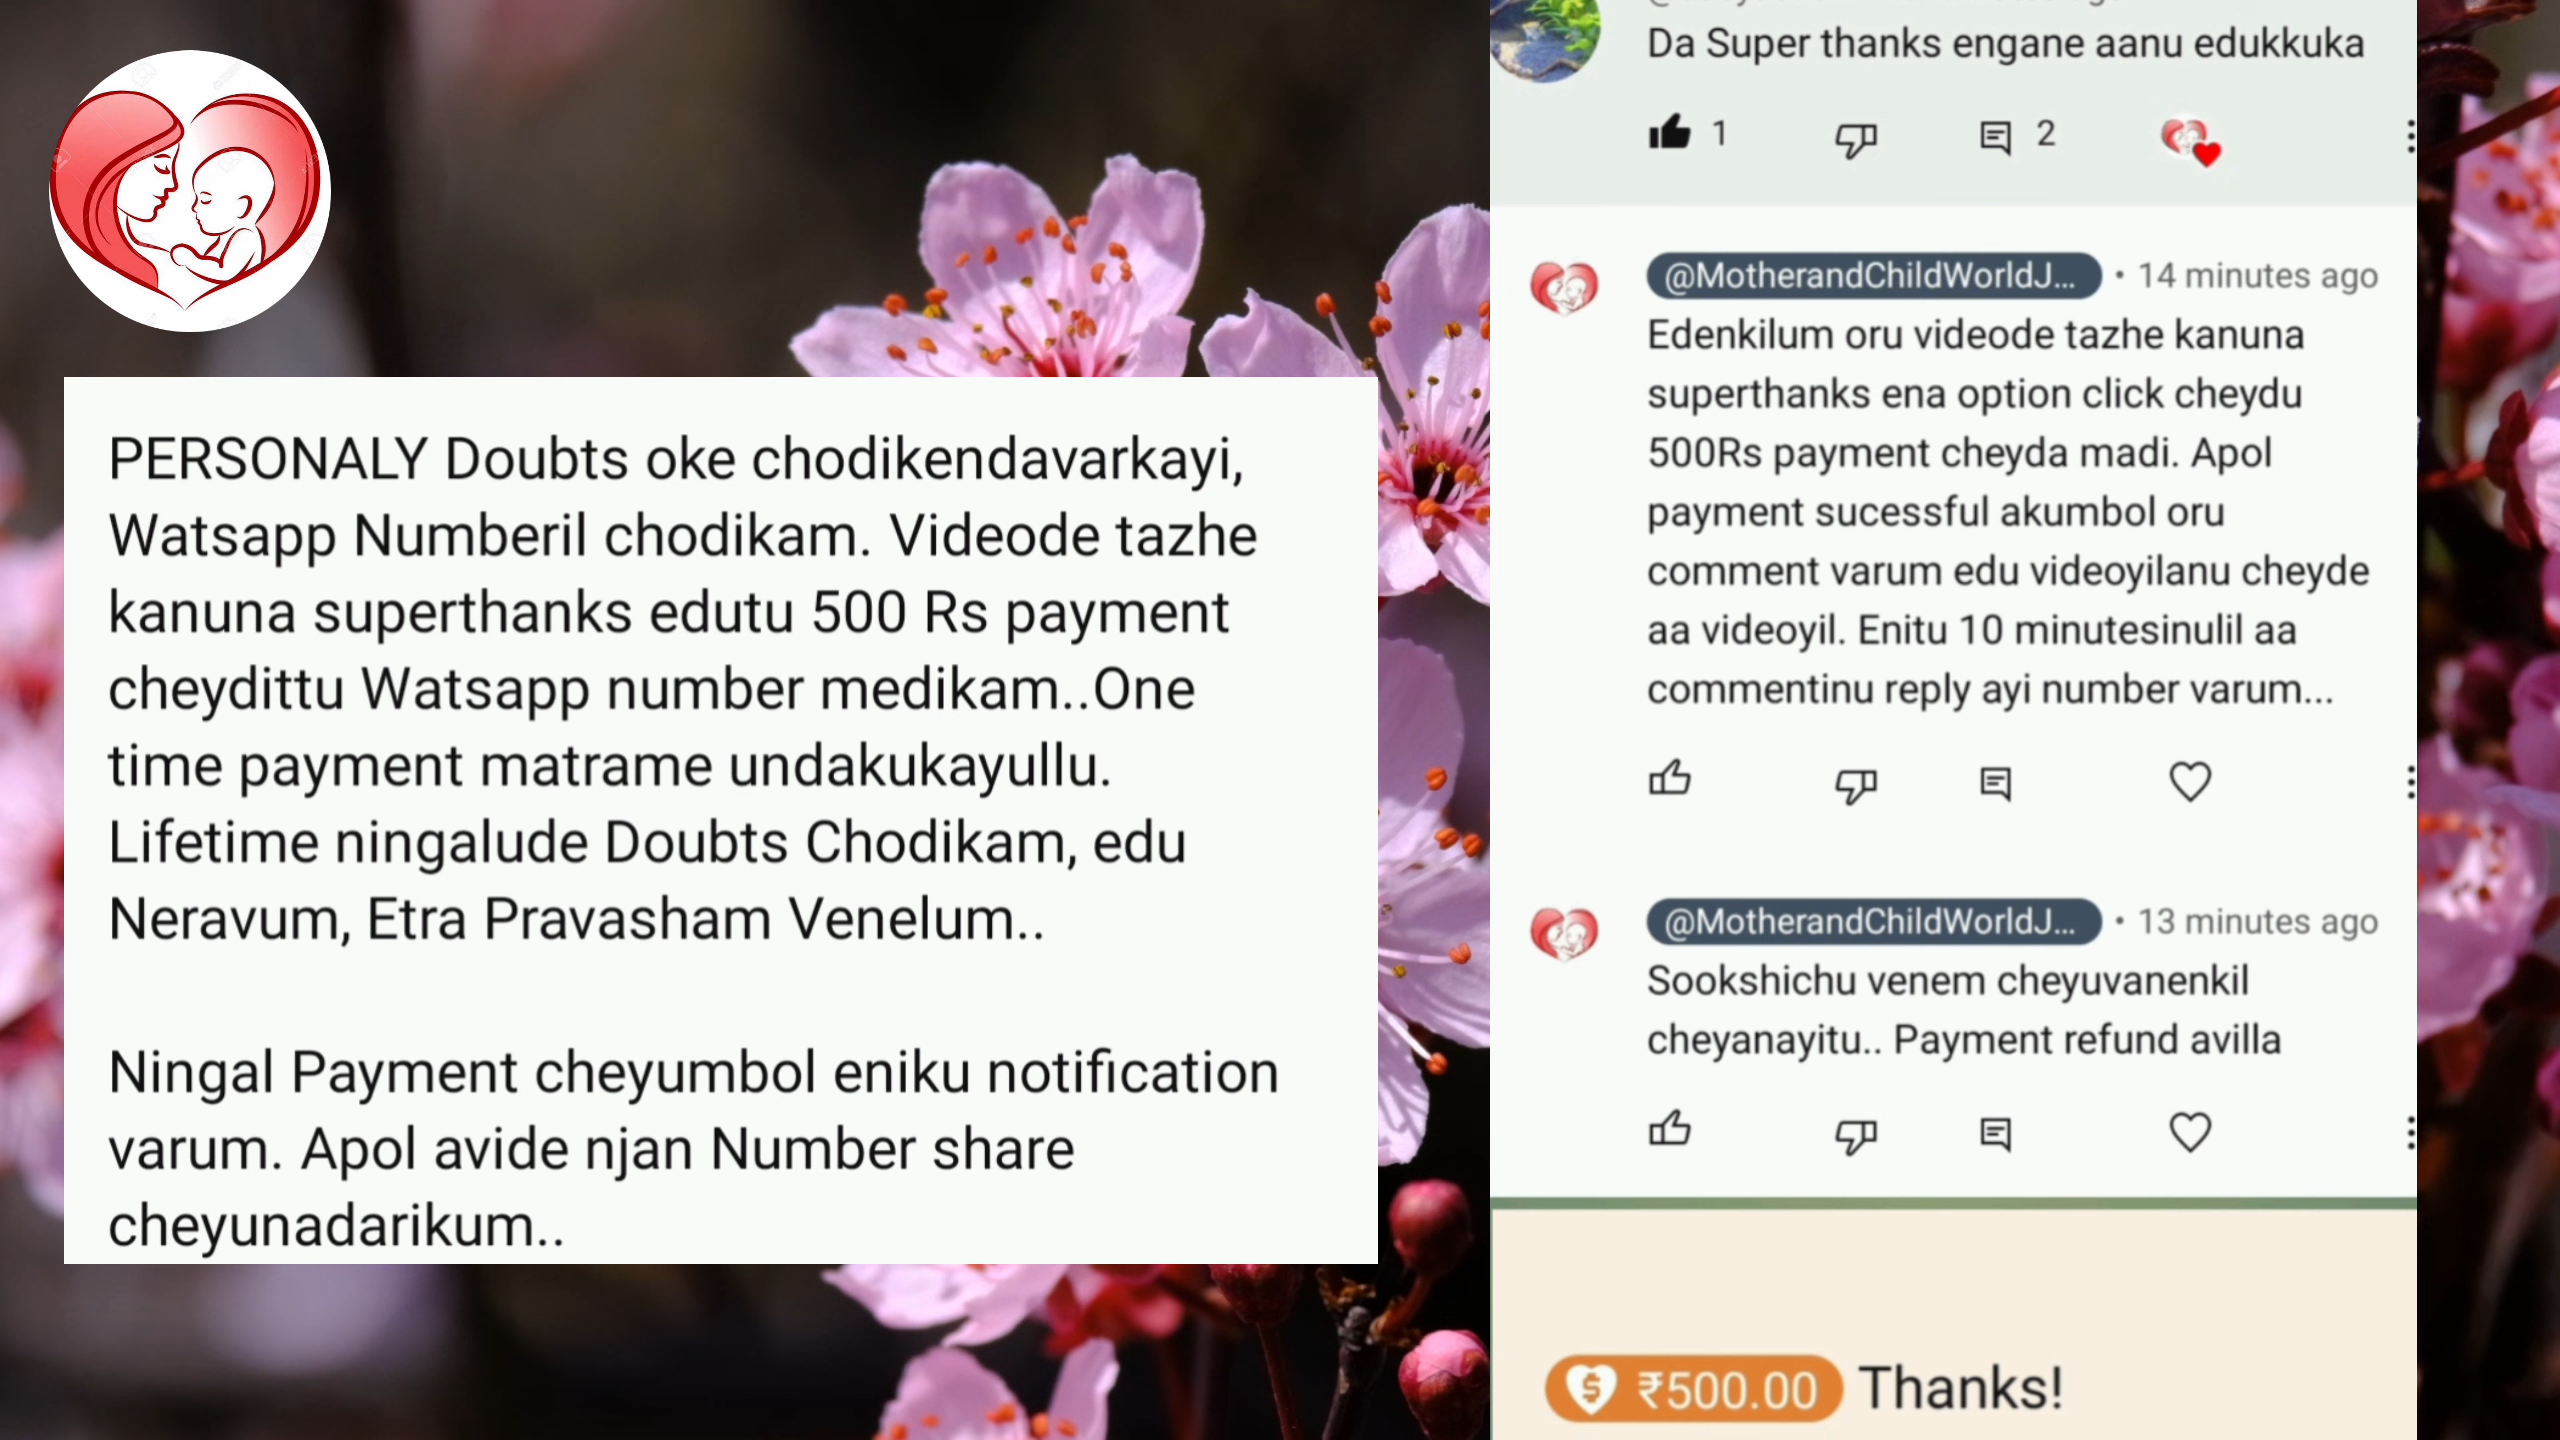 PERSONALY Doubts oke chodikendavarkayi,
Watsapp Numberil chodikam. Videode tazhe
kanuna superthanks edutu 500 Rs payment
cheydittu Watsapp number medikam..One
time payment matrame undakukayullu.
Lifetime ningalude Doubts Chodikam, edu
Neravum, Etra Pravasham Venelum..
Ningal Payment cheyumbol eniku notification
varum. Apol avide njan Number share
cheyunadarikum..
Da Super thanks engane aanu edukkuka
1 2
@MotherandChildWorldJ... • 14 minutes ago
Edenkilum oru videode tazhe kanuna
superthanks ena option click cheydu
500Rs payment cheyda madi. Apol
payment sucessful akumbol oru
comment varum edu videoyilanu cheyde
aa videoyil. Enitu 10 minutesinulil aa
commentinu reply ayi number varum...
@MotherandChildWorldJ... • 13 minutes ago
Sookshichu venem cheyuvanenkil
cheyanayitu.. Payment refund avilla
₹500.00 Thanks!